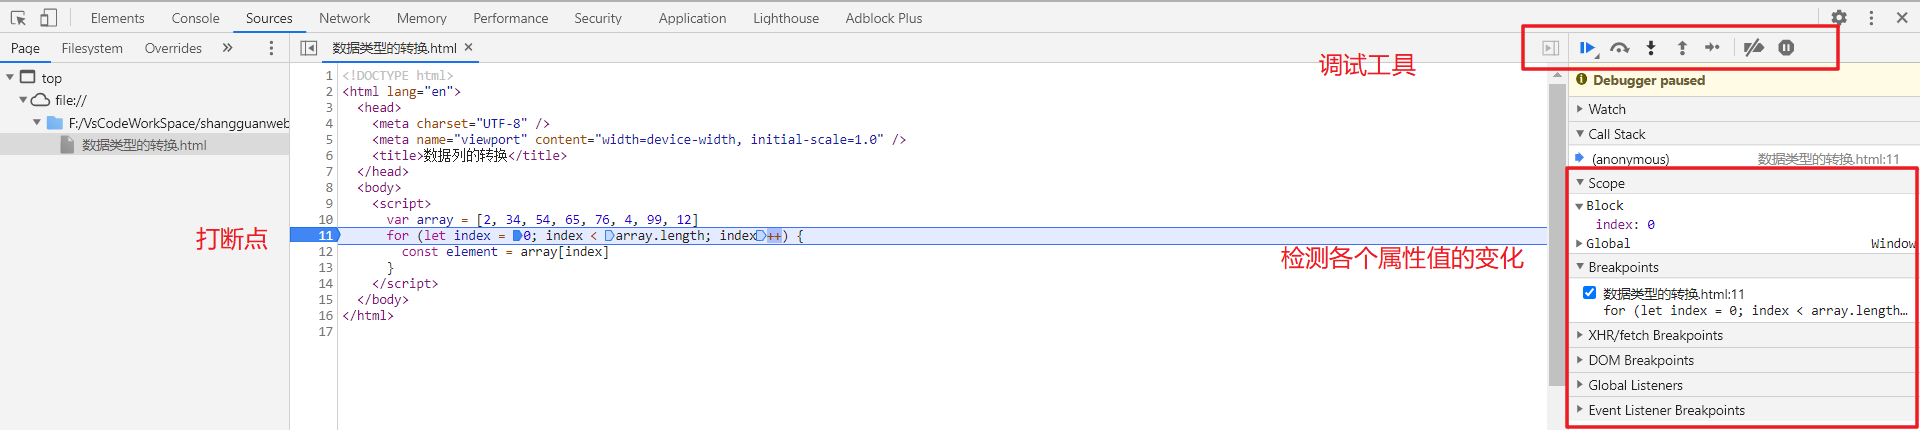 Elements Console Sources Network Memory Performance Security Application Lighthouse Adblock Plus
Page Filesystem Overrides »
数据类型的转换.html ×
top
file://
F:/VsCodeWorkSpace/shangguanweb
数据类型的转换.html
打断点
1 <!DOCTYPE html>
2 <html lang="en">
3 <head>
4 <meta charset="UTF-8" />
5 <meta name="viewport" content="width=device-width, initial-scale=1.0" />
6 <title>数据列的转换</title>
7 </head>
8 <body>
9 <script>
10 var array = [2, 34, 54, 65, 76, 4, 99, 12]
11 for (let index = 0; index < array.length; index++) {
12 const element = array[index]
13 }
14 </script>
15 </body>
16 </html>
17
调试工具
检测各个属性值的变化
Debugger paused
Watch
Call Stack
(anonymous) 数据类型的转换.html:11
Scope
Block
index: 0
Global Window
Breakpoints
数据类型的转换.html:11
for (let index = 0; index < array.length…
XHR/fetch Breakpoints
DOM Breakpoints
Global Listeners
Event Listener Breakpoints